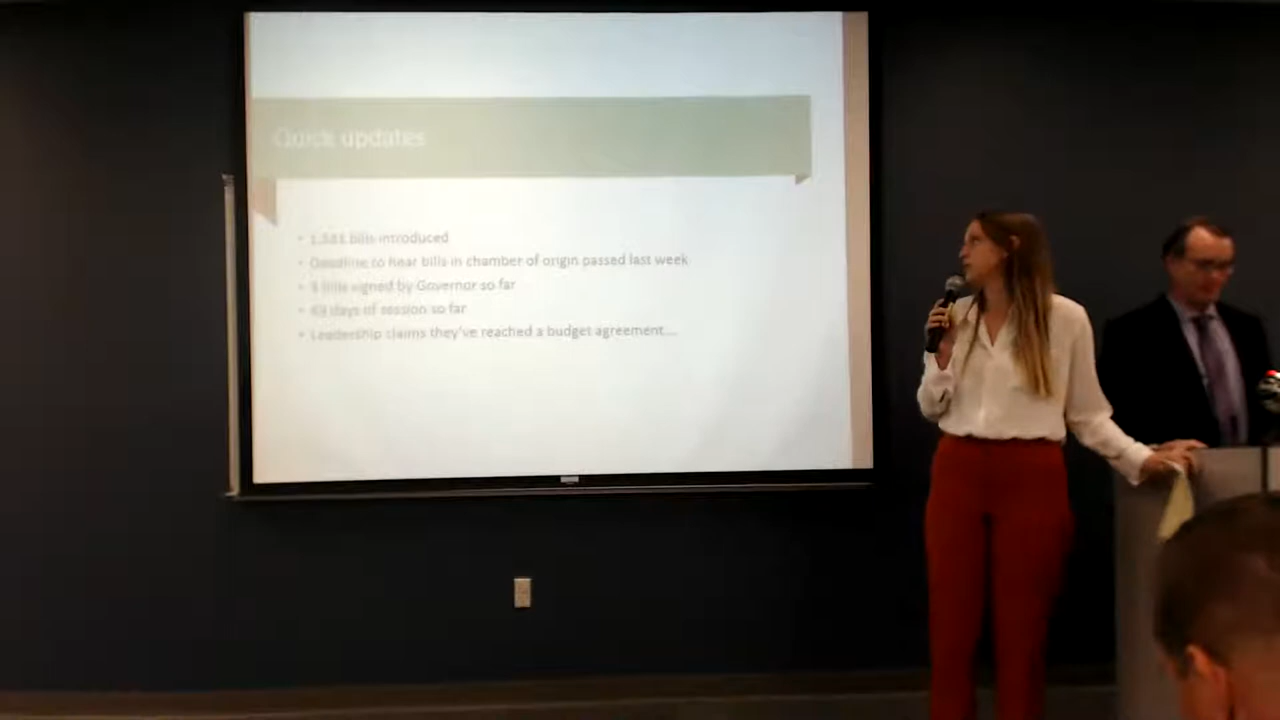 Quick updates
bills introduced
Deadline to hear bills in chamber of origin passed last week
bills signed by Governor so far
days of session so far
Leadership claims they've reached a budget agreement...